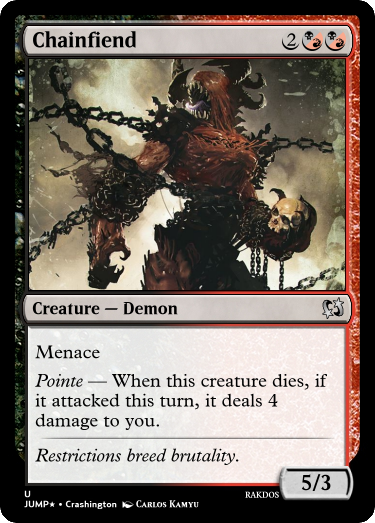 Chainfiend 2
Creature — Demon
Menace
Pointe — When this creature dies, if
it attacked this turn, it deals 4
damage to you.
Restrictions breed brutality.
5/3
U
JUMP★ • Crashington Carlos Kamyu
RAKDOS